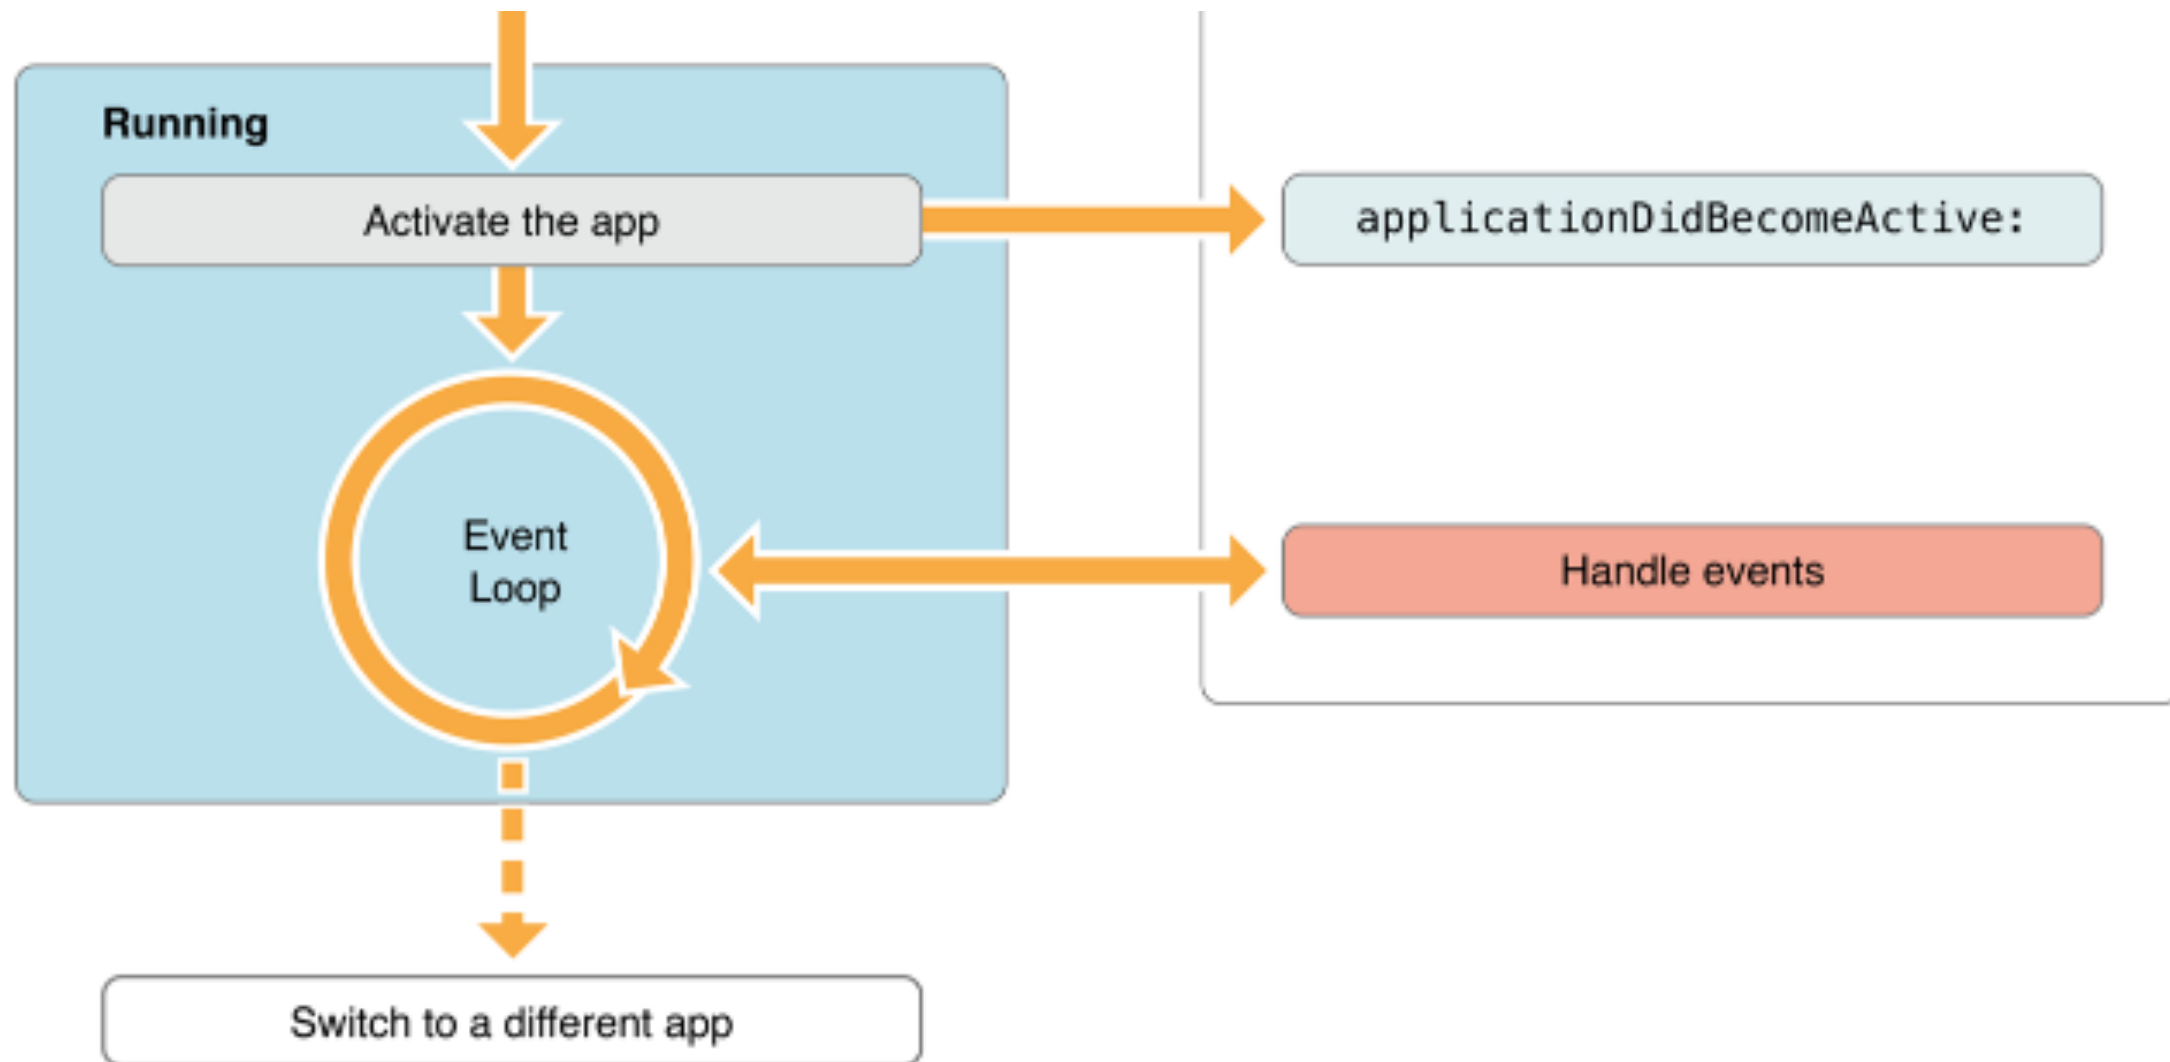 Running
Activate the app
applicationDidBecomeActive:
Event
Loop
Handle events
Switch to a different app